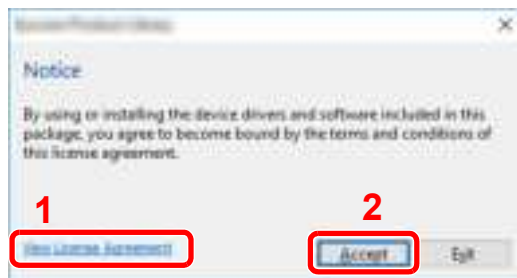 Notice
By using or installing the device drivers and software included in this
package, you agree to become bound by the terms and conditions of
this license agreement.
1
2
View License Agreement
Accept
Exit